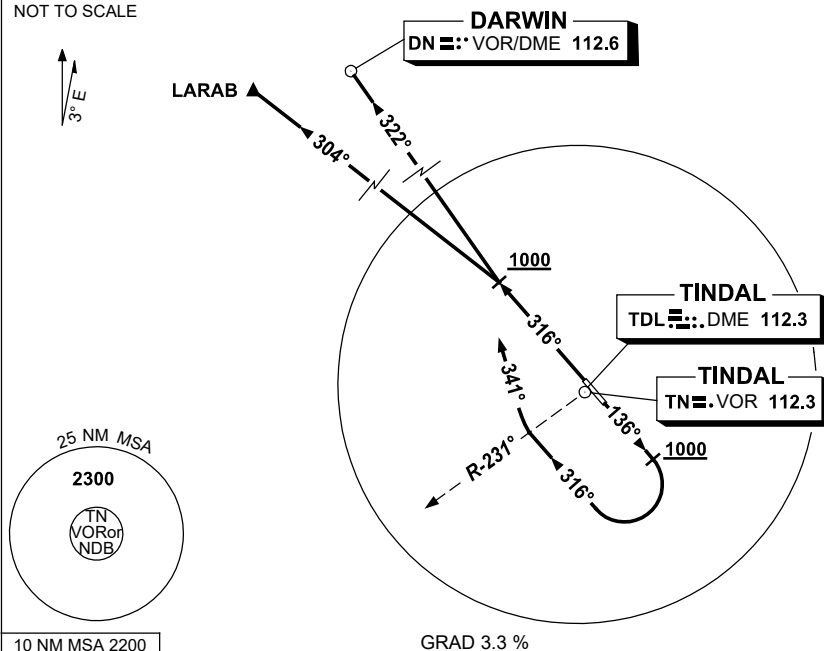 NOT TO SCALE
3° E
DARWIN
DN VOR/DME 112.6
LARAB
322°
304°
1000
TINDAL
TDL DME 112.3
316°
TINDAL
TN VOR 112.3
341°
136°
1000
R-231°
316°
25 NM MSA
2300
TN
VORor
NDB
10 NM MSA 2200
GRAD 3.3 %